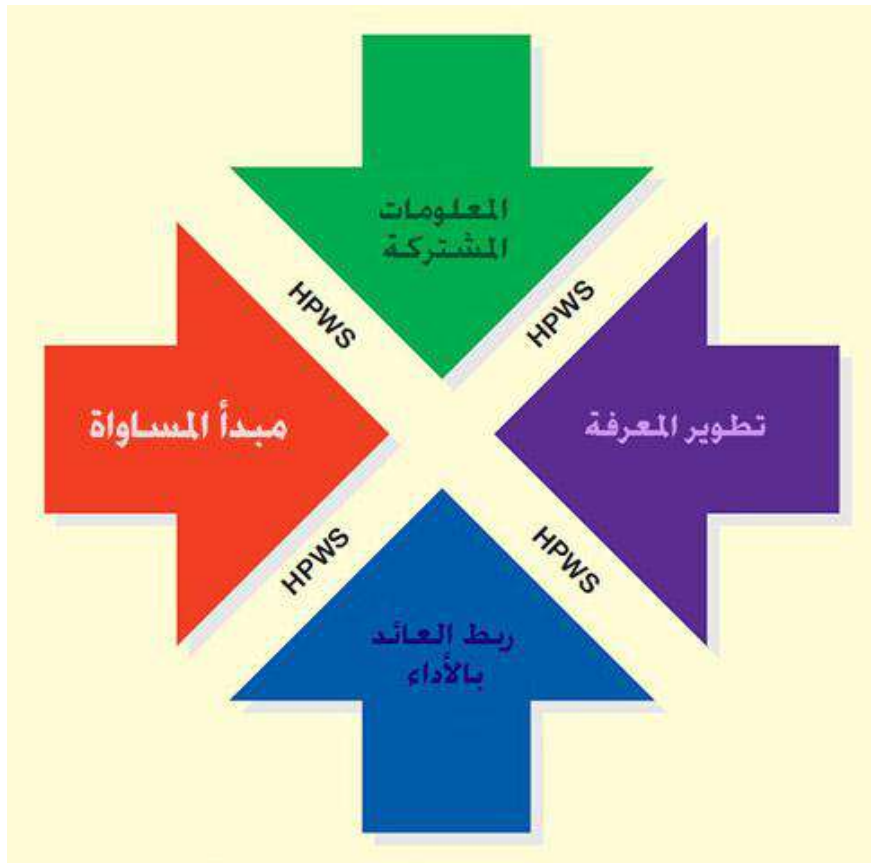 المعلومات
المشتركة
HPWS
HPWS
مبدأ المساواة
تطوير المعرفة
HPWS
HPWS
ربط العائد
بالأداء